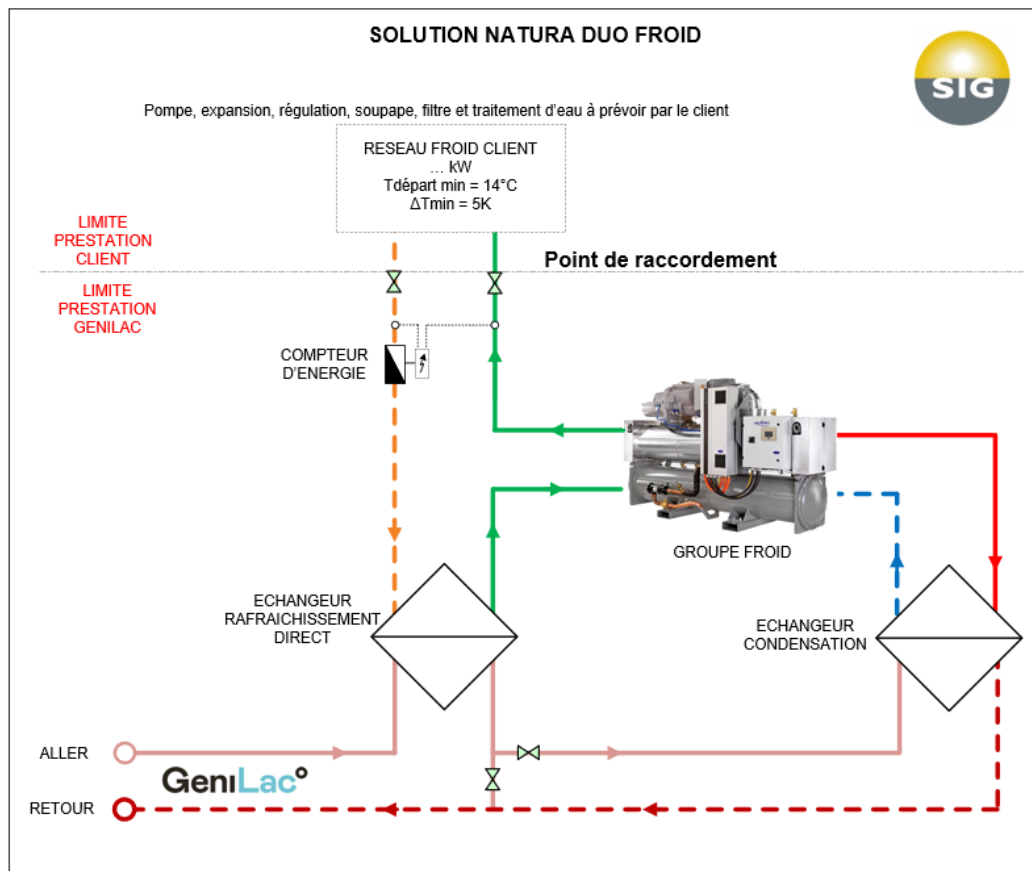 SOLUTION NATURA DUO FROID
SIG
Pompe, expansion, régulation, soupape, filtre et traitement d'eau à prévoir par le client
RESEAU FROID CLIENT
... kW
Tdépart min = 14°C
ΔTmin = 5K
LIMITE
PRESTATION
CLIENT
Point de raccordement
LIMITE
PRESTATION
GENILAC
COMPTEUR
D'ENERGIE
GROUPE FROID
ECHANGEUR
RAFRAICHISSEMENT
DIRECT
ECHANGEUR
CONDENSATION
ALLER
GeniLac°
RETOUR